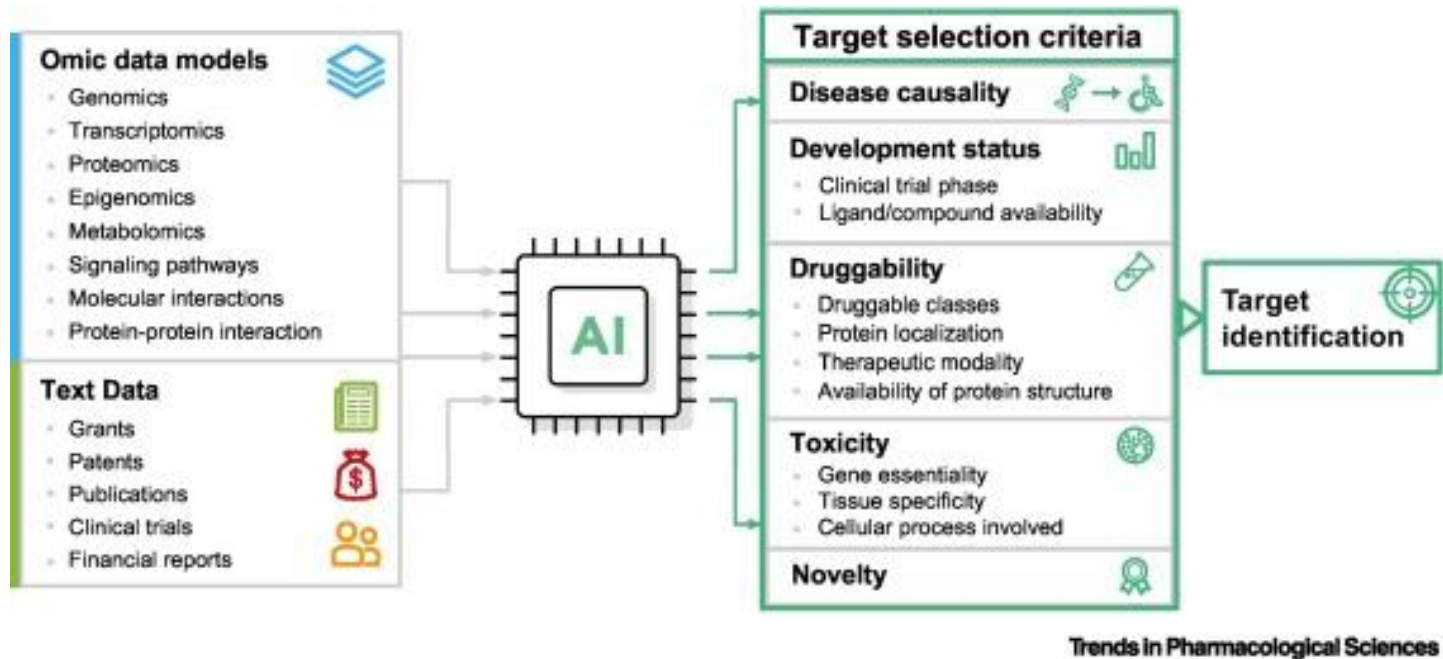 Omic data models
Genomics
Transcriptomics
Proteomics
Epigenomics
Metabolomics
Signaling pathways
Molecular interactions
Protein-protein interaction
Text Data
Grants
Patents
Publications
Clinical trials
Financial reports
$
AI
Target selection criteria
Disease causality
Development status
Clinical trial phase
Ligand/compound availability
Druggability
Druggable classes
Protein localization
Therapeutic modality
Availability of protein structure
Toxicity
Gene essentiality
Tissue specificity
Cellular process involved
Novelty
Target
identification
Trends in Pharmacological Sciences